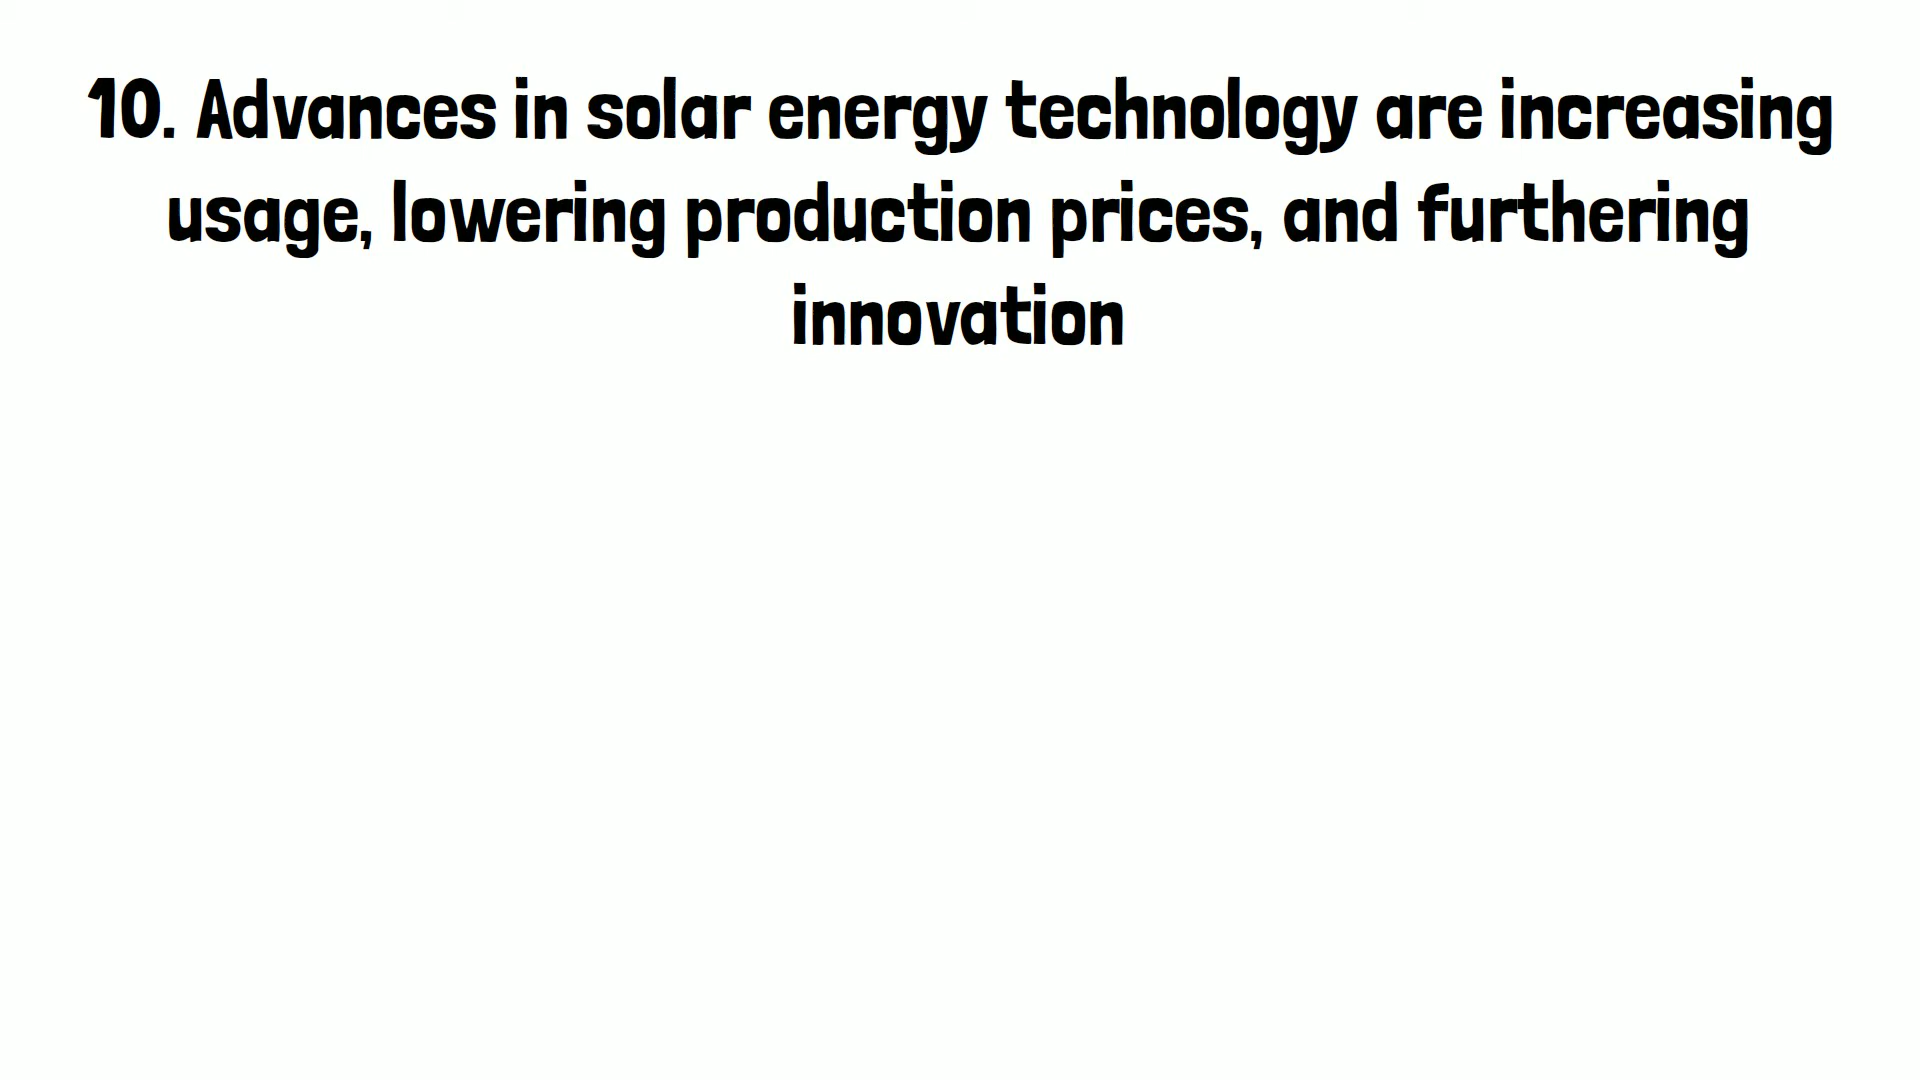 10. Advances in solar energy technology are increasing
usage, lowering production prices, and furthering
innovation